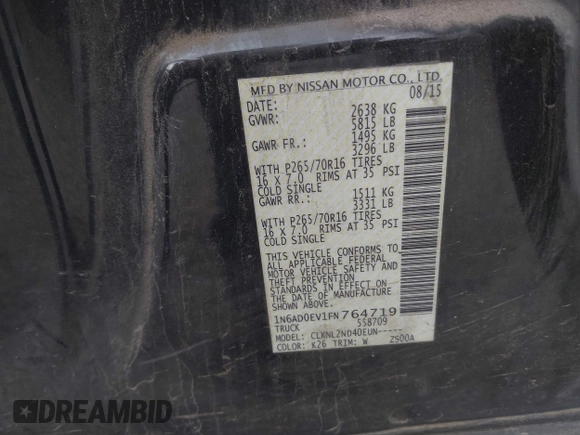 MFD BY NISSAN MOTOR CO., LTD.
DATE: 08/15
GVWR: 2638 KG
5815 LB
GAWR FR.: 1495 KG
3296 LB
WITH P265/70R16 TIRES
16 X 7.0 RIMS AT 35 PSI
COLD SINGLE
GAWR RR.: 1511 KG
3331 LB
WITH P265/70R16 TIRES
16 X 7.0 RIMS AT 35 PSI
COLD SINGLE
THIS VEHICLE CONFORMS TO
ALL APPLICABLE FEDERAL
MOTOR VEHICLE SAFETY AND
THEFT PREVENTION
STANDARDS IN EFFECT ON
THE DATE OF MANUFACTURE
SHOWN ABOVE.
1N6AD0EV1FN764719
TRUCK 558709
MODEL: CLKNL2ND40EUN-----
COLOR: K26 TRIM: W ZS00A
DREAMBID